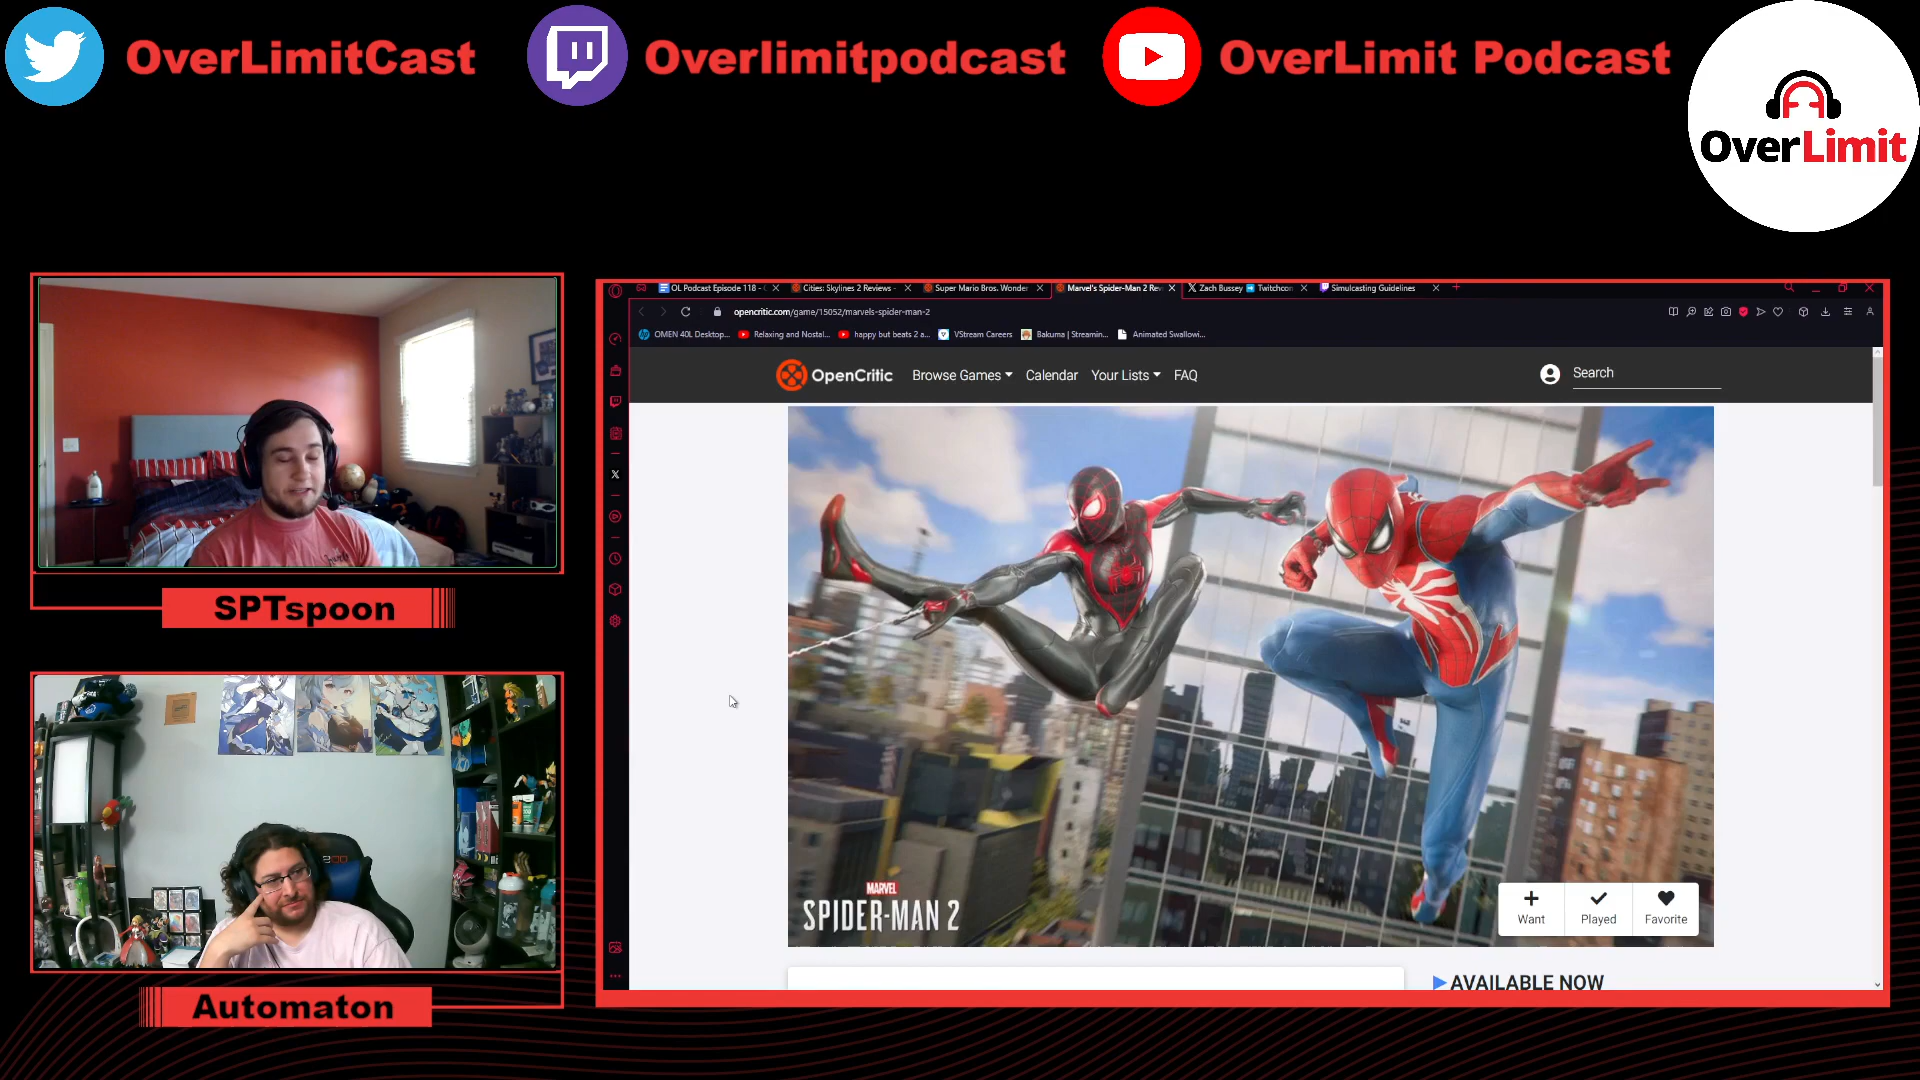 OverLimitCast
Overlimitpodcast
OverLimit Podcast
OverLimit
OL Podcast Episode 118 -
Cities: Skylines 2 Reviews -
Super Mario Bros. Wonder
Marvel's Spider-Man 2 Rev
Zach Bussey
Twitchcon
Simulcasting Guidelines
opencritic.com/game/15052/marvels-spider-man-2
OMEN 40L Desktop...
Relaxing and Nostal...
happy but beats 2 a...
VStream Careers
Bakuma | Streamin...
Animated Swallowi...
OpenCritic
Browse Games
Calendar
Your Lists
FAQ
Search
MARVEL
SPIDER-MAN 2
Want
Played
Favorite
AVAILABLE NOW
SPTspoon
Automaton